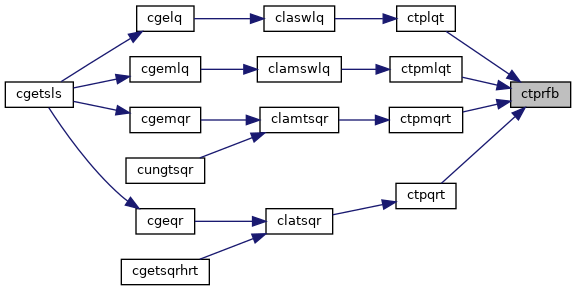 cgelq
claswlq
ctplqt
cgemlq
clamswlq
ctpmlqt
cgetsls
ctprfb
cgemqr
clamtsqr
ctpmqrt
cungtsqr
ctpqrt
cgeqr
clatsqr
cgetsqrhrt